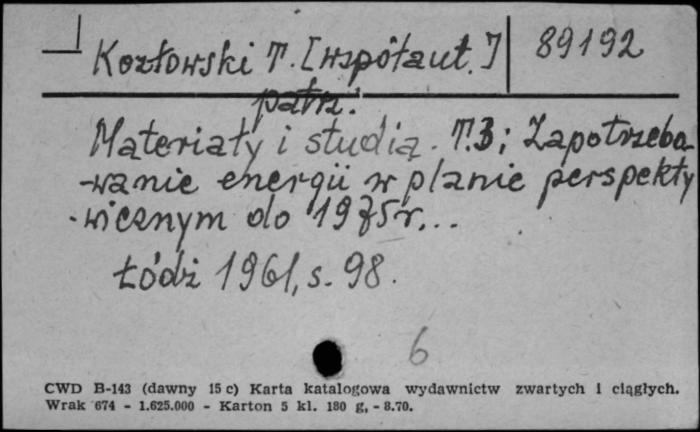 Kozłowski T. [współaut.] 89192
patrz:
Materiały i studia. T.3; Zapotrzebo-
-wanie energii w planie perspekty
-wicznym do 1975r...
Łódź 1961, s. 98.
6
CWD B-143 (dawny 15 c) Karta katalogowa wydawnictw zwartych i ciągłych.
Wrak 674 - 1.625.000 - Karton 5 kl. 180 g, - 8.70.